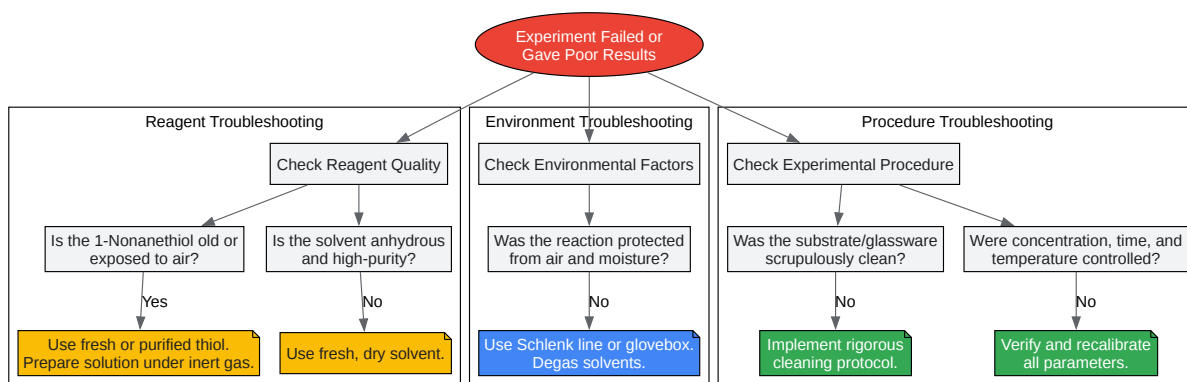 Experiment Failed or
Gave Poor Results
Reagent Troubleshooting
Environment Troubleshooting
Procedure Troubleshooting
Check Reagent Quality
Check Environmental Factors
Check Experimental Procedure
Is the 1-Nonanethiol old or
exposed to air?
Is the solvent anhydrous
and high-purity?
Was the reaction protected
from air and moisture?
Was the substrate/glassware
scrupulously clean?
Were concentration, time, and
temperature controlled?
Yes
No
No
No
No
Use fresh or purified thiol.
Prepare solution under inert gas.
Use fresh, dry solvent.
Use Schlenk line or glovebox.
Degas solvents.
Implement rigorous
cleaning protocol.
Verify and recalibrate
all parameters.